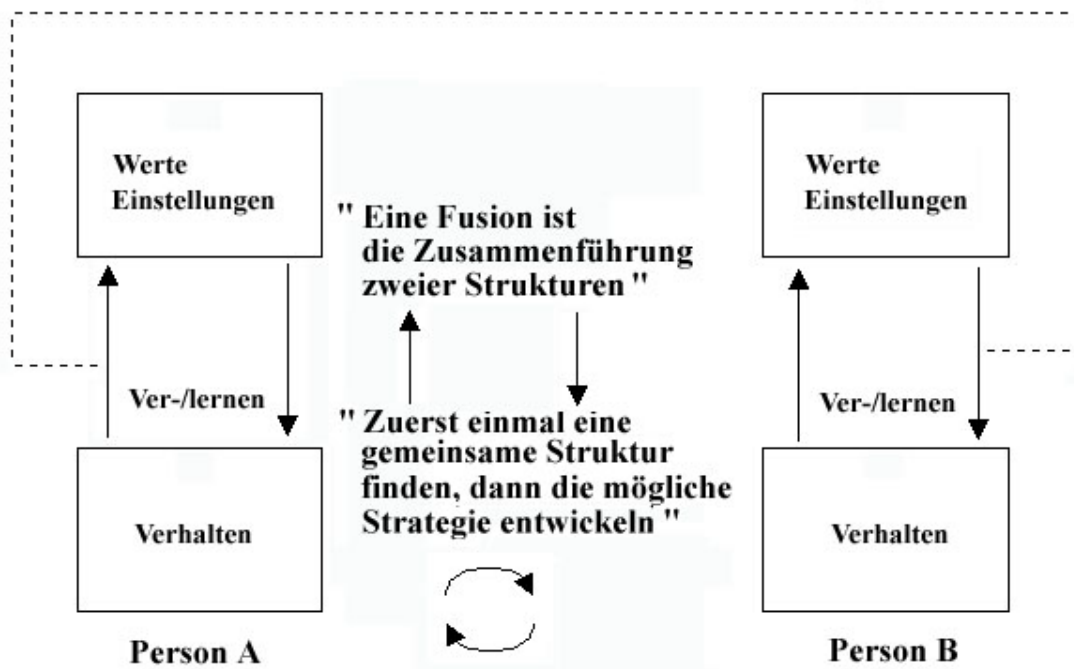 Werte
Einstellungen
" Eine Fusion ist
die Zusammenführung
zweier Strukturen "
Werte
Einstellungen
Ver-/lernen
Ver-/lernen
" Zuerst einmal eine
gemeinsame Struktur
finden, dann die mögliche
Strategie entwickeln "
Verhalten
Verhalten
Person A
Person B